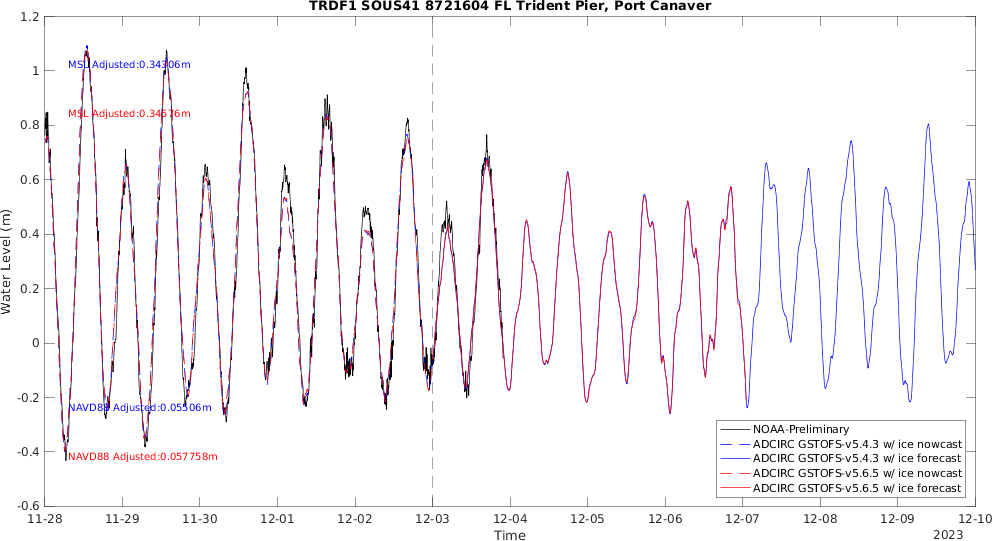 TRDF1 SOUS41 8721604 FL Trident Pier, Port Canaver
1.2
1
0.8
0.6
0.4
0.2
0
-0.2
-0.4
-0.6
Water Level (m)
MSL Adjusted:0.34306m
MSL Adjusted:0.34576m
NAVD88 Adjusted:0.05506m
NAVD88 Adjusted:0.057758m
NOAA-Preliminary
ADCIRC GSTOFS-v5.4.3 w/ ice nowcast
ADCIRC GSTOFS-v5.4.3 w/ ice forecast
ADCIRC GSTOFS-v5.6.5 w/ ice nowcast
ADCIRC GSTOFS-v5.6.5 w/ ice forecast
11-28 11-29 11-30 12-01 12-02 12-03 12-04 12-05 12-06 12-07 12-08 12-09 12-10
Time
2023